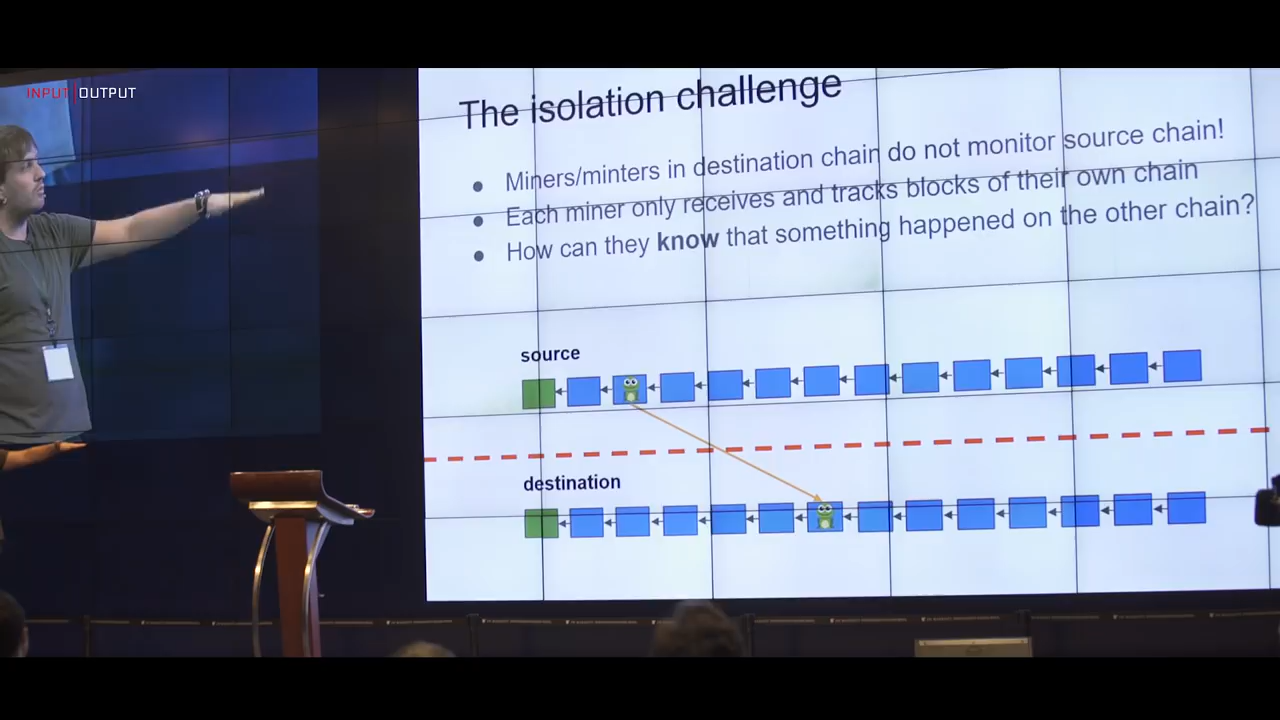 INPUT|OUTPUT
The isolation challenge
● Miners/minters in destination chain do not monitor source chain!
● Each miner only receives and tracks blocks of their own chain
● How can they know that something happened on the other chain?
source
destination